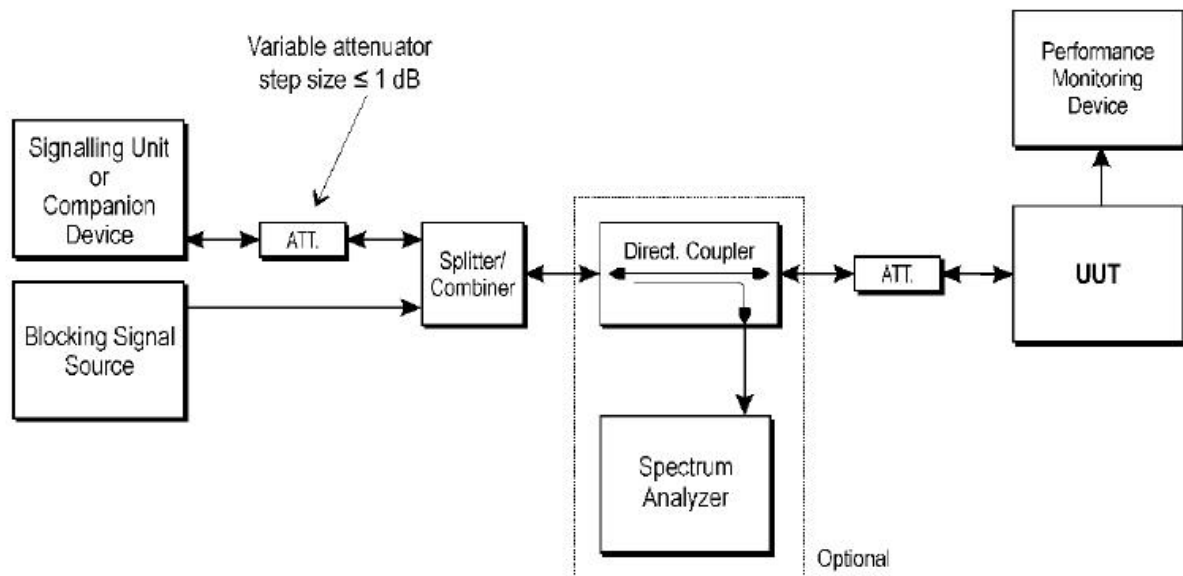 Variable attenuator
step size ≤ 1 dB
Performance
Monitoring
Device
Signalling Unit
or
Companion
Device
ATT.
Splitter/
Combiner
Direct. Coupler
ATT.
UUT
Blocking Signal
Source
Spectrum
Analyzer
Optional